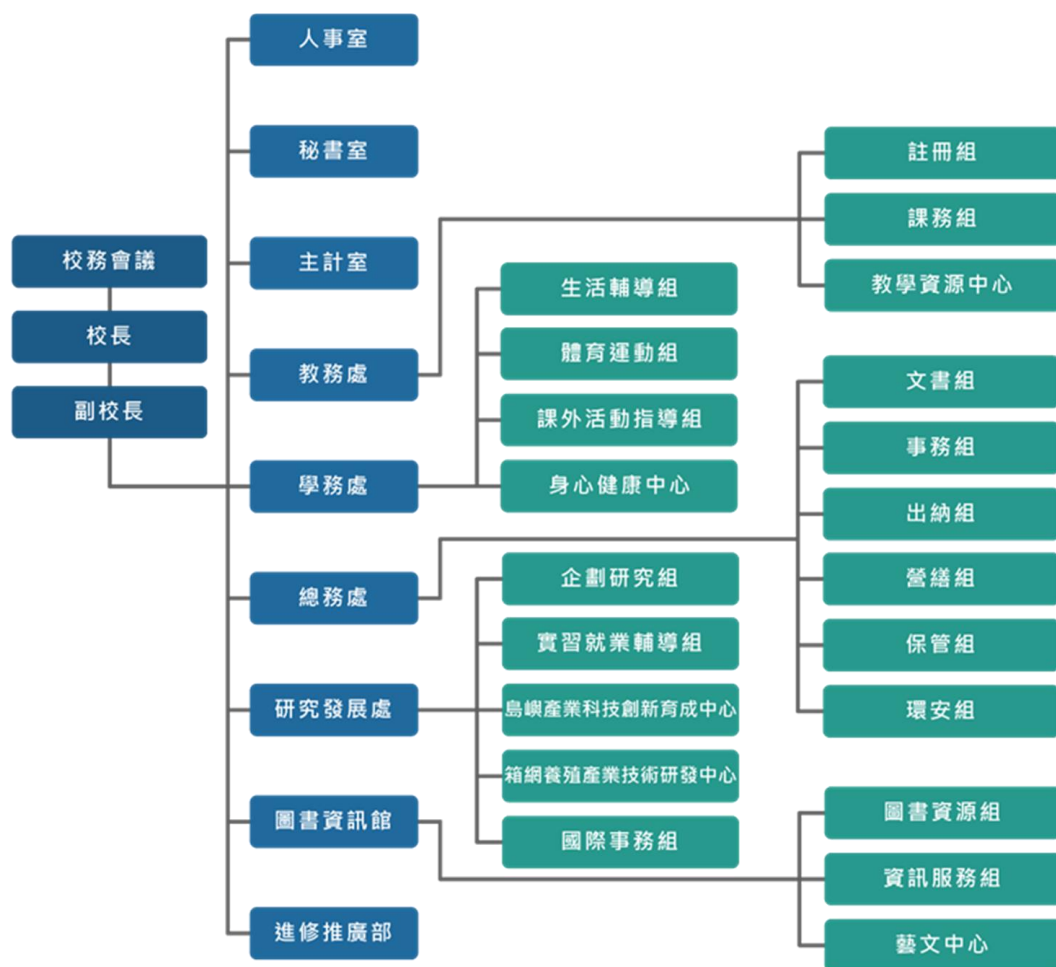 校務會議
校長
副校長
人事室
秘書室
主計室
教務處
學務處
總務處
研究發展處
圖書資訊館
進修推廣部
生活輔導組
體育運動組
課外活動指導組
身心健康中心
企劃研究組
實習就業輔導組
島嶼產業科技創新育成中心
箱網養殖產業技術研發中心
國際事務組
註冊組
課務組
教學資源中心
文書組
事務組
出納組
營繕組
保管組
環安組
圖書資源組
資訊服務組
藝文中心